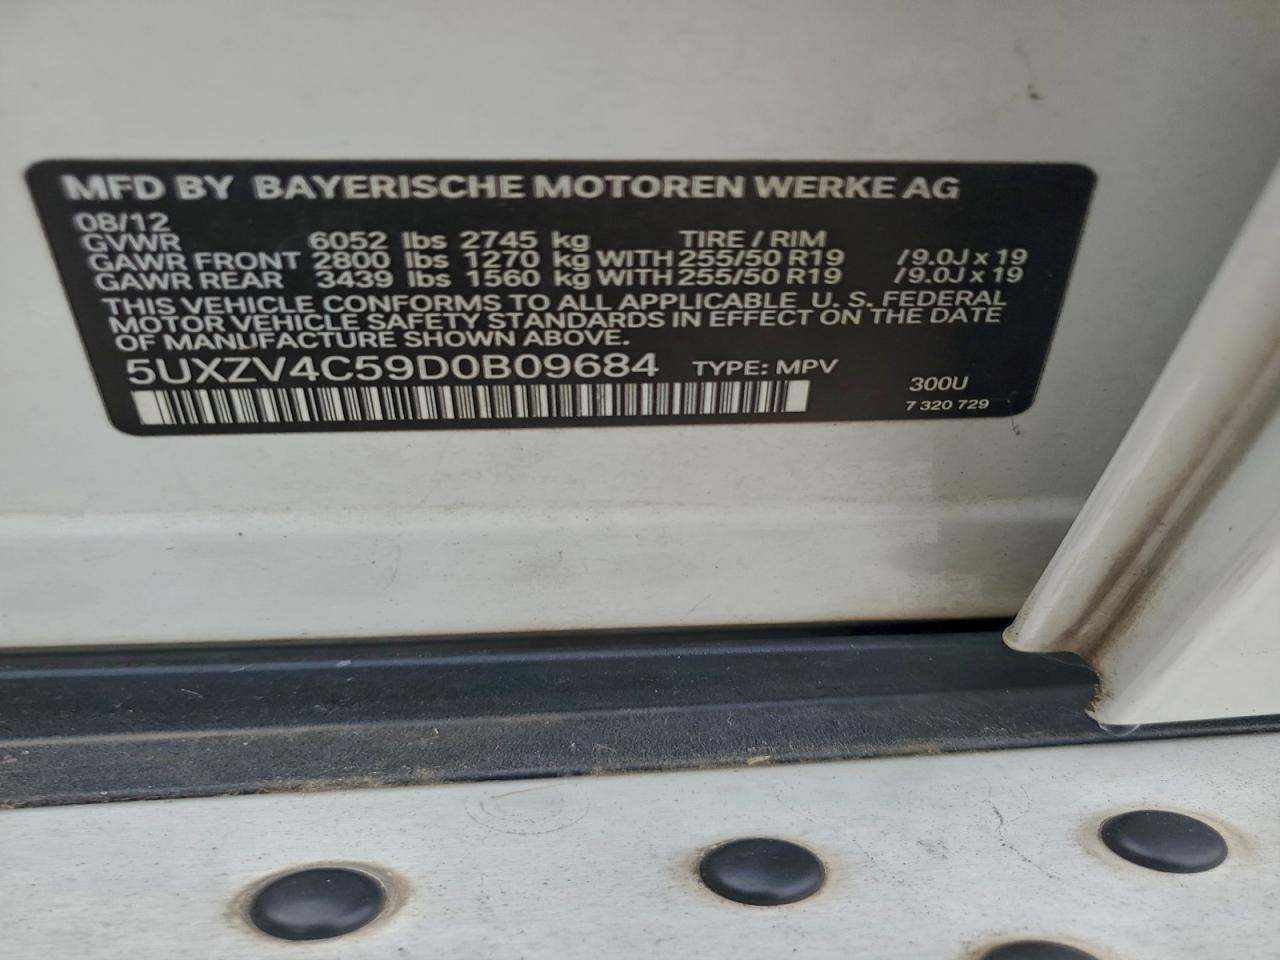 MFD BY BAYERISCHE MOTOREN WERKE AG
08/12
GVWR 6052 lbs 2745 kg TIRE / RIM
GAWR FRONT 2800 lbs 1270 kg WITH 255/50 R19 /9.0J x 19
GAWR REAR 3439 lbs 1560 kg WITH 255/50 R19 /9.0J x 19
THIS VEHICLE CONFORMS TO ALL APPLICABLE U. S. FEDERAL
MOTOR VEHICLE SAFETY STANDARDS IN EFFECT ON THE DATE
OF MANUFACTURE SHOWN ABOVE.
5UXZV4C59D0B09684 TYPE: MPV
300U
7 320 729